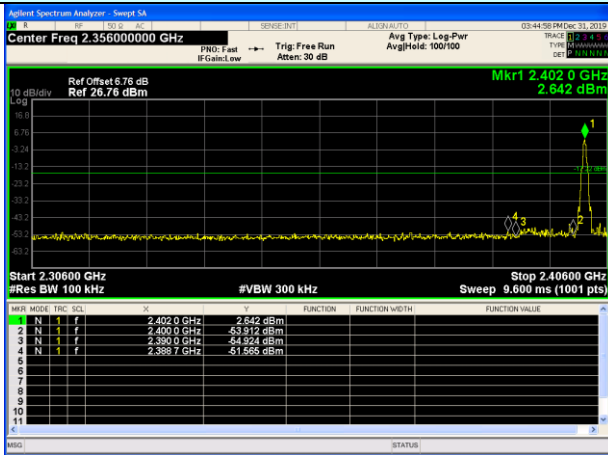 Agilent Spectrum Analyzer - Swept SA
R RF 50 Ω AC SENSE:INT ALIGN AUTO 03:44:58 PM Dec 31, 2019
Center Freq 2.356000000 GHz
PNO: Fast
IFGain:Low
Trig: Free Run
Atten: 30 dB
Avg Type: Log-Pwr
Avg|Hold: 100/100
TRACE 1 2 3 4 5 6
TYPE M
DET P N N N N N
Mkr1 2.402 0 GHz
2.642 dBm
Ref Offset 6.76 dB
10 dB/div Ref 26.76 dBm
Log
16.8
6.76
-3.24
-13.2
-23.2
-33.2
-43.2
-53.2
-63.2
1
4
3
2
Start 2.30600 GHz Stop 2.40600 GHz
#Res BW 100 kHz #VBW 300 kHz Sweep 9.600 ms (1001 pts)
MKR MODE TRC SCL X Y FUNCTION FUNCTION WIDTH FUNCTION VALUE
1 N 1 f 2.402 0 GHz 2.642 dBm
2 N 1 f 2.400 0 GHz -53.912 dBm
3 N 1 f 2.390 0 GHz -54.924 dBm
4 N 1 f 2.388 7 GHz -51.565 dBm
5
6
7
8
9
10
11
MSG STATUS